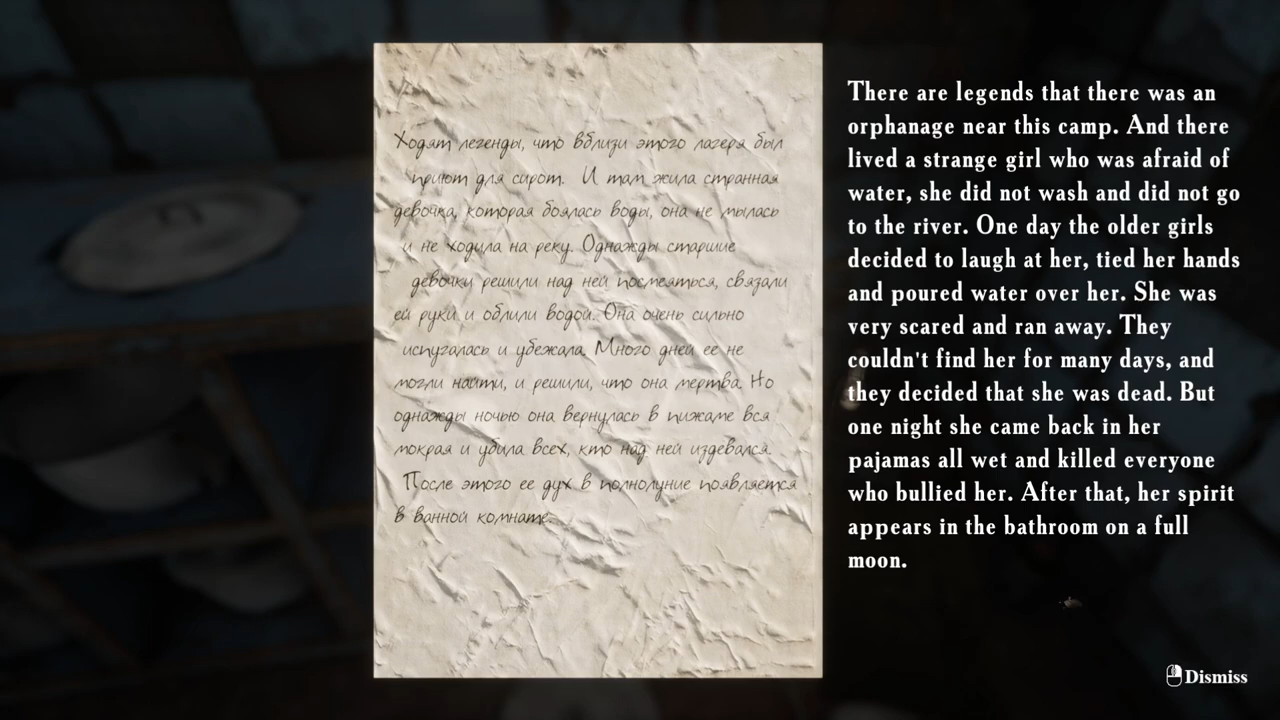 Ходят легенды, что вблизи этого лагеря был
приют для сирот. И там жила странная
девочка, которая боялась воды, она не мылась
и не ходила на реку. Однажды старшие
девочки решили над ней посмеяться, связали
ей руки и облили водой. Она очень сильно
испугалась и убежала. Много дней ее не
могли найти, и решили, что она мертва. Но
однажды ночью она вернулась в пижаме вся
мокрая и убила всех, кто над ней издевался.
После этого ее дух в полнолуние появляется
в ванной комнате.
There are legends that there was an
orphanage near this camp. And there
lived a strange girl who was afraid of
water, she did not wash and did not go
to the river. One day the older girls
decided to laugh at her, tied her hands
and poured water over her. She was
very scared and ran away. They
couldn't find her for many days, and
they decided that she was dead. But
one night she came back in her
pajamas all wet and killed everyone
who bullied her. After that, her spirit
appears in the bathroom on a full
moon.
Dismiss